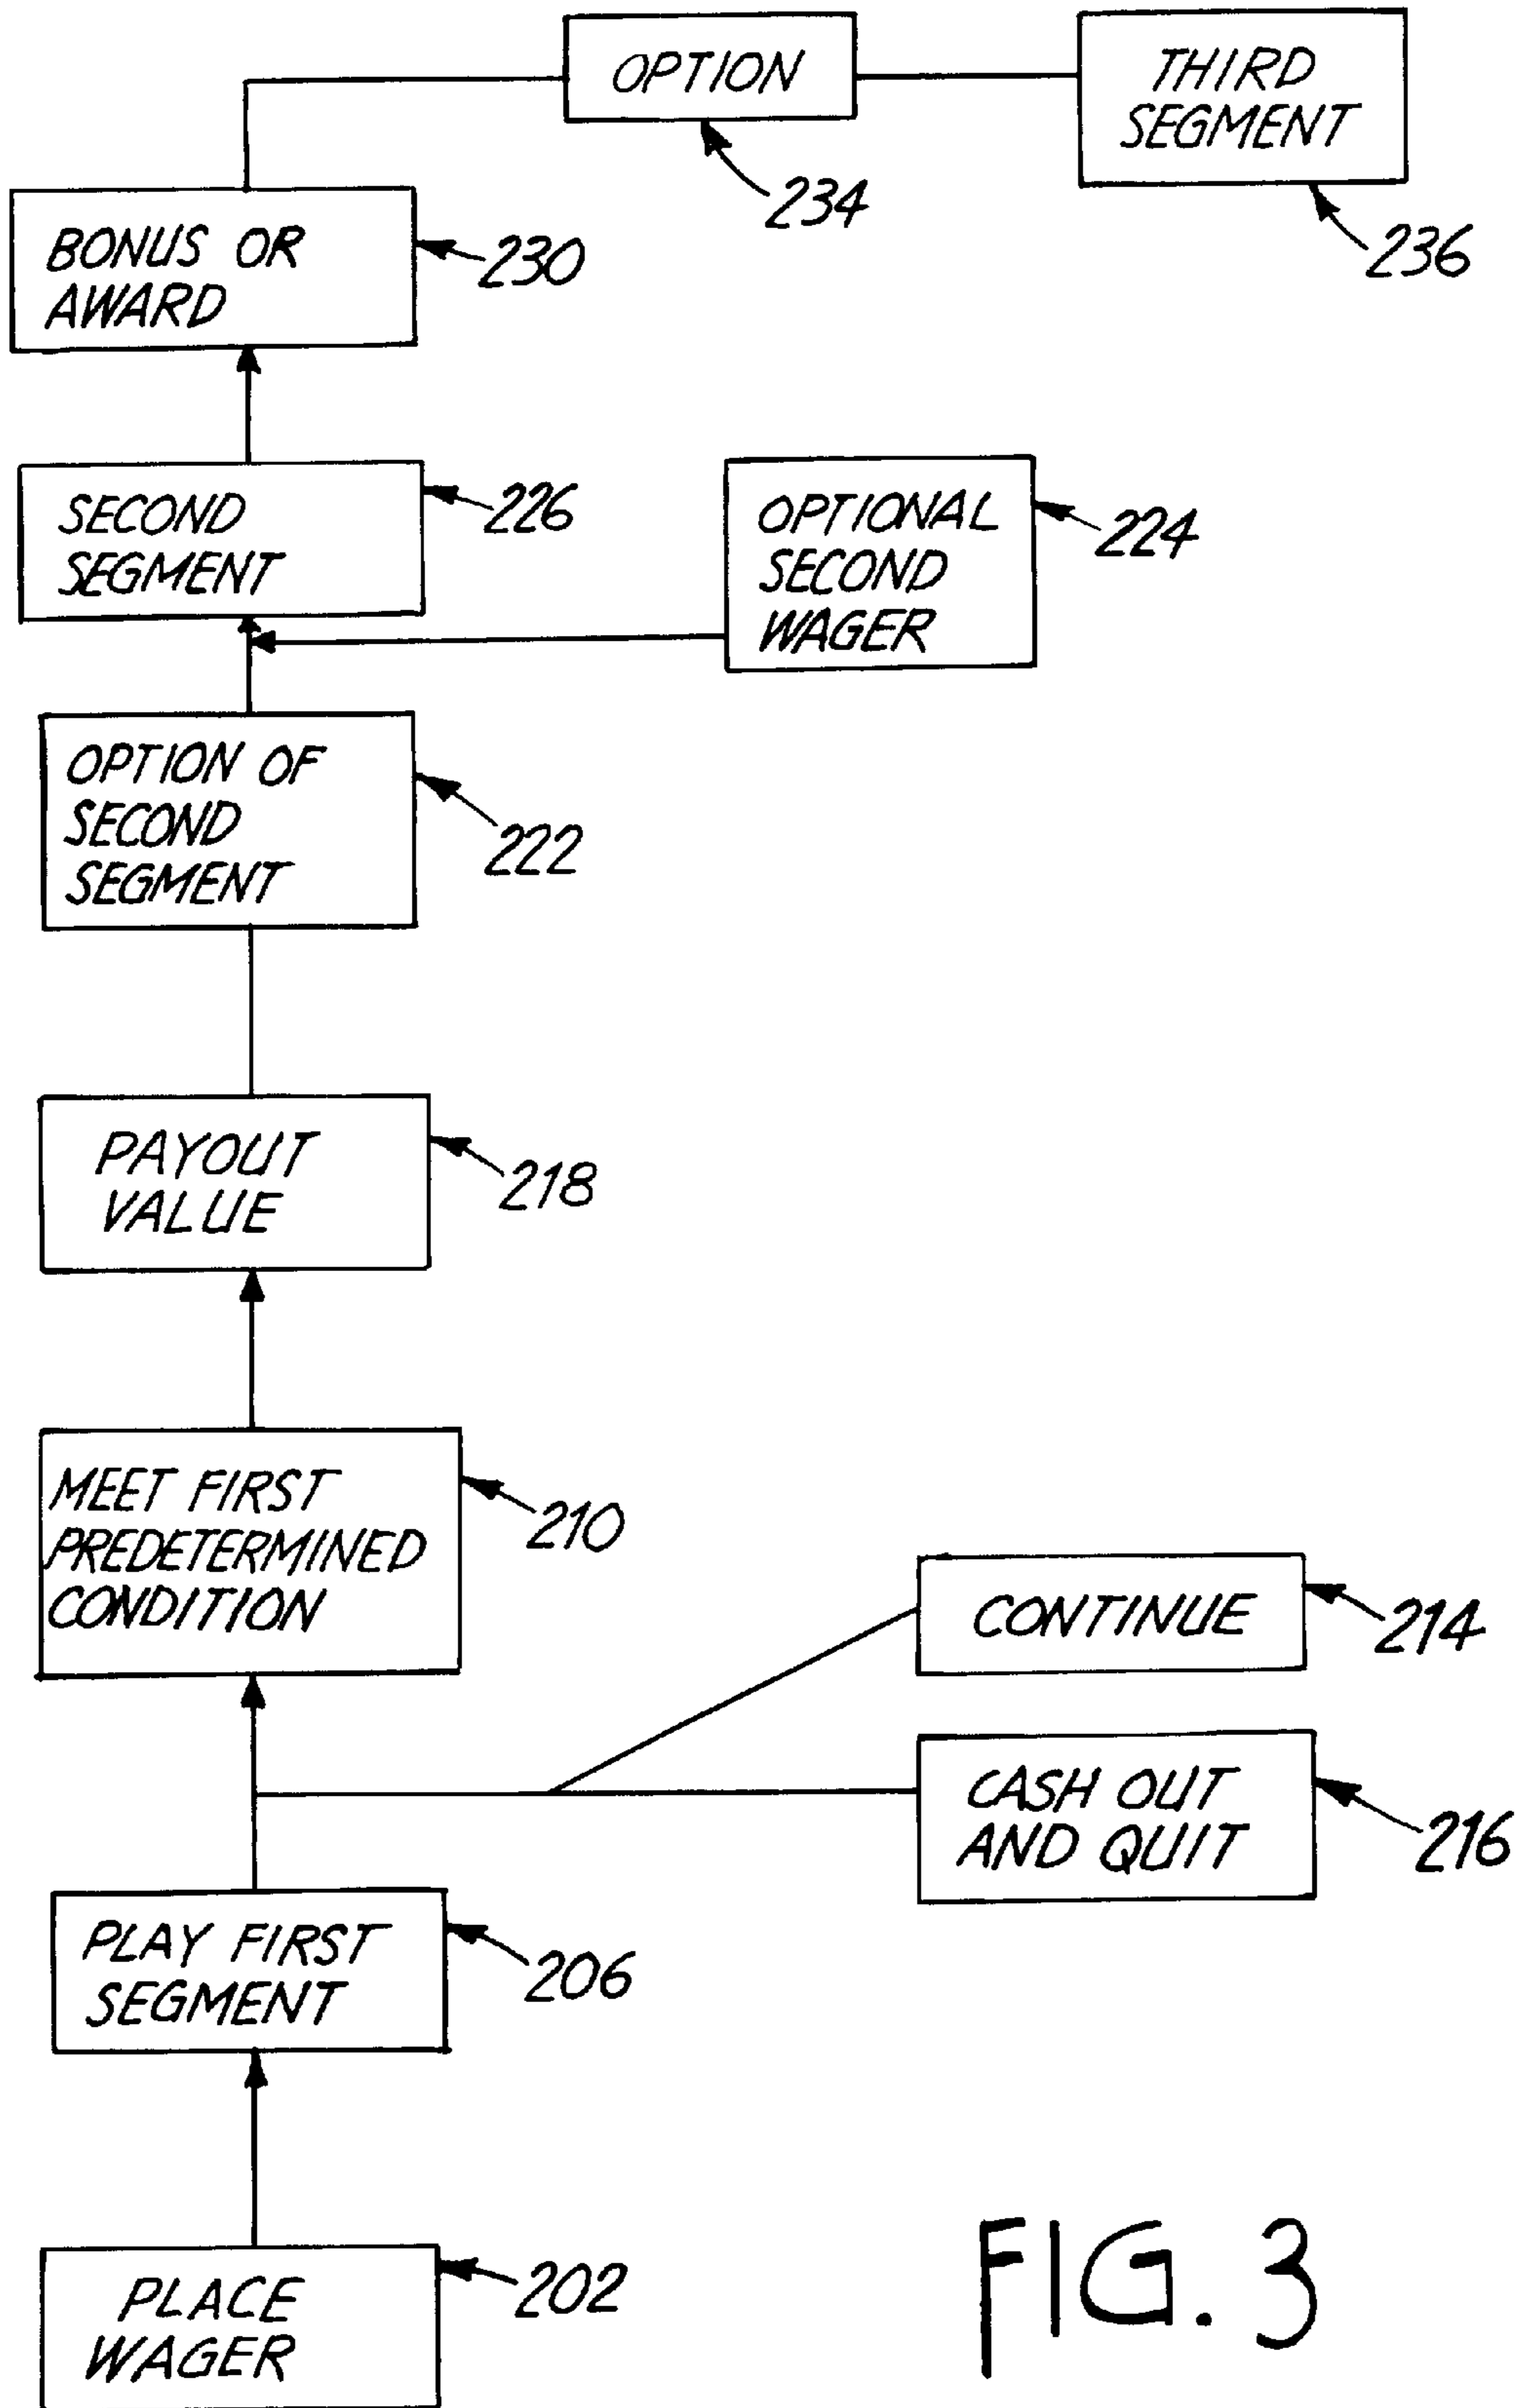 OPTION
234
THIRD
SEGMENT
236
BONUS OR
AWARD
230
SECOND
SEGMENT
226
OPTIONAL
SECOND
WAGER
224
OPTION OF
SECOND
SEGMENT
222
PAYOUT
VALUE
218
MEET FIRST
PREDETERMINED
CONDITION
210
CONTINUE
214
CASH OUT
AND QUIT
216
PLAY FIRST
SEGMENT
206
PLACE
WAGER
202
FIG. 3